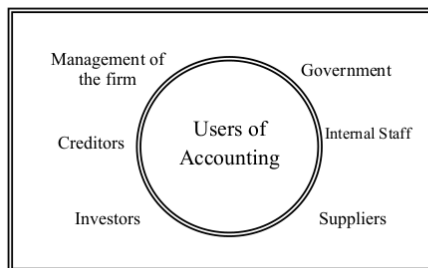 Management of
the firm
Government
Users of
Accounting
Creditors
Internal Staff
Investors
Suppliers